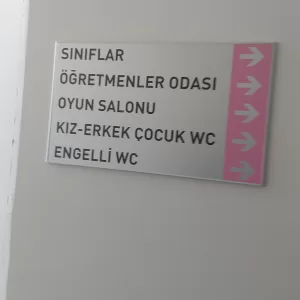 SINIFLAR
ÖĞRETMENLER ODASI
OYUN SALONU
KIZ-ERKEK ÇOCUK WC
ENGELLİ WC